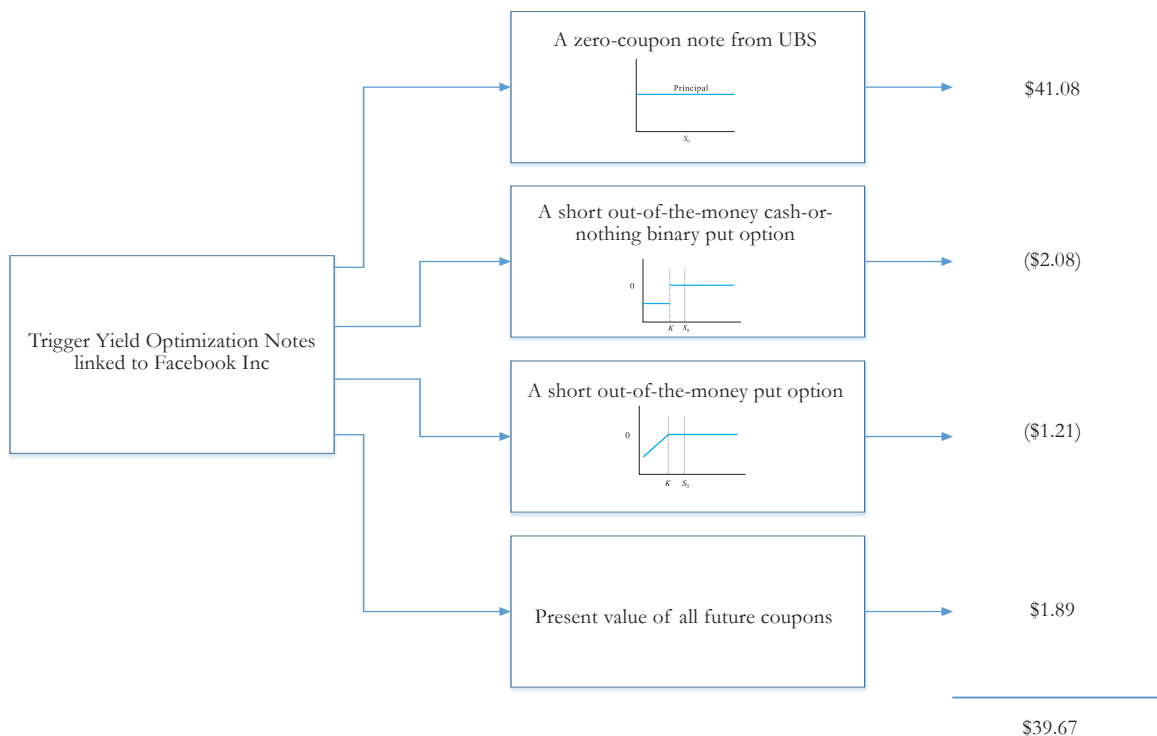 A zero-coupon note from UBS
Principal
S₀
$41.08
A short out-of-the-money cash-or-
nothing binary put option
0
K S₀
($2.08)
Trigger Yield Optimization Notes
linked to Facebook Inc
A short out-of-the-money put option
0
K S₀
($1.21)
Present value of all future coupons
$1.89
$39.67